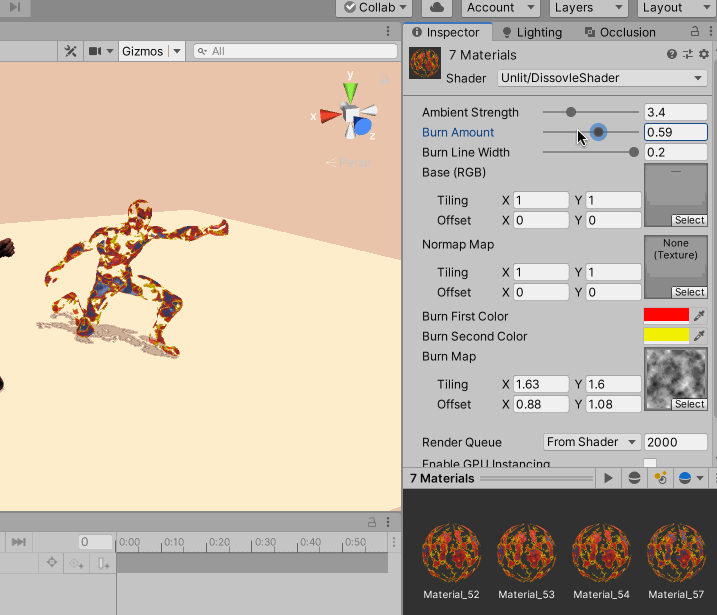 Collab Account Layers Layout
Inspector Lighting Occlusion
Gizmos All
7 Materials
Shader Unlit/DissovleShader
y
x
z
Persp
Ambient Strength 3.4
Burn Amount 0.59
Burn Line Width 0.2
Base (RGB)
Tiling X 1 Y 1
Offset X 0 Y 0
Select
Normap Map
None
(Texture)
Tiling X 1 Y 1
Offset X 0 Y 0
Select
Burn First Color
Burn Second Color
Burn Map
Tiling X 1.63 Y 1.6
Offset X 0.88 Y 1.08
Select
Render Queue From Shader 2000
Enable GPU Instancing
7 Materials
0 0:00 0:10 0:20 0:30 0:40 0:50
Material_52 Material_53 Material_54 Material_57